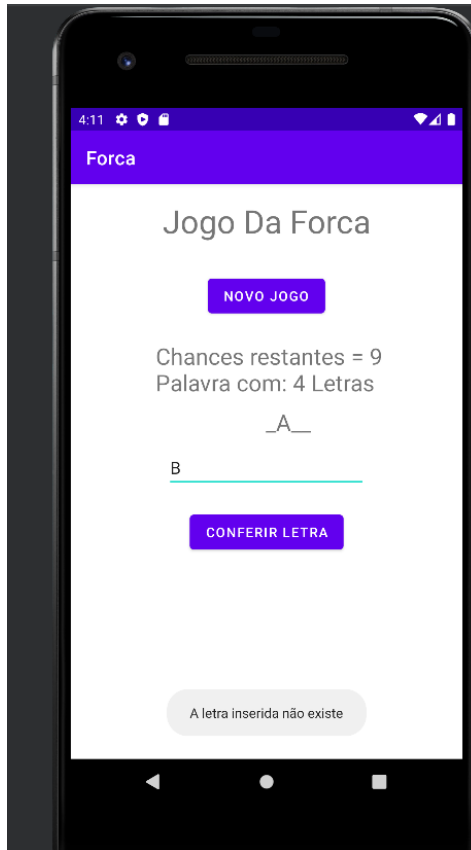 4:11
Forca
Jogo Da Forca
NOVO JOGO
Chances restantes = 9
Palavra com: 4 Letras
_A__
B
CONFERIR LETRA
A letra inserida não existe